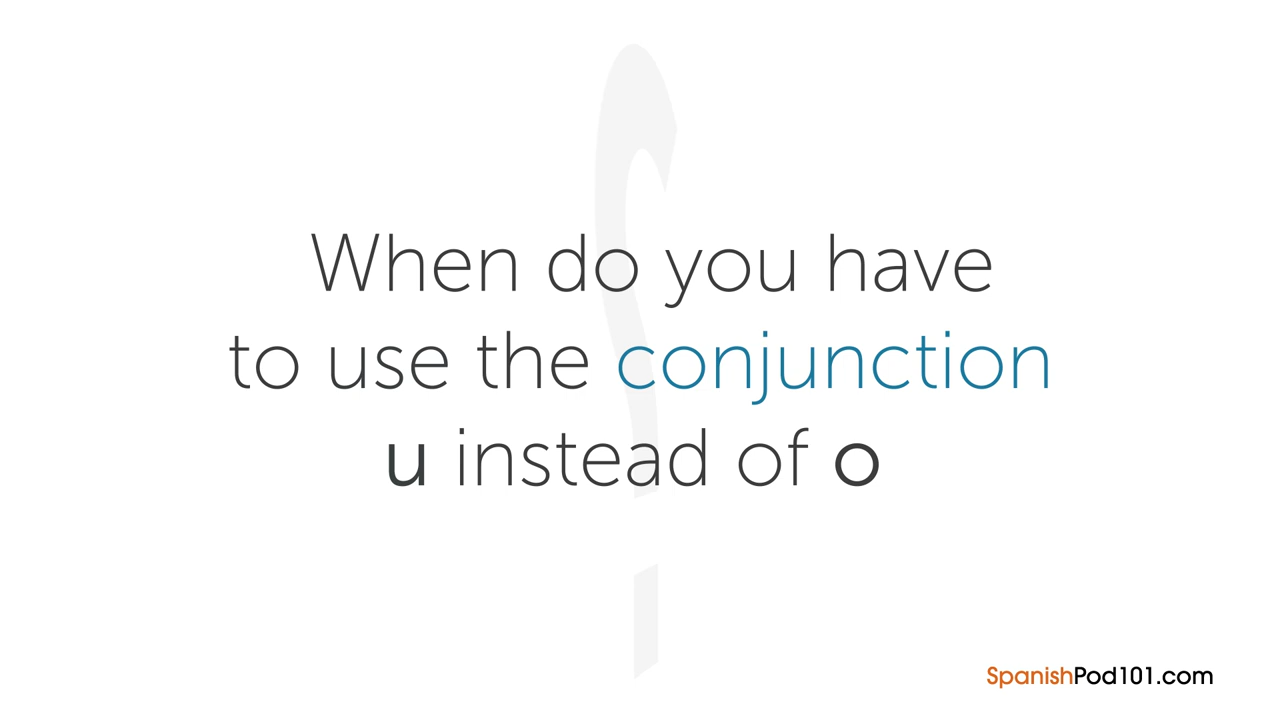 When do you have
to use the conjunction
u instead of o
SpanishPod101.com